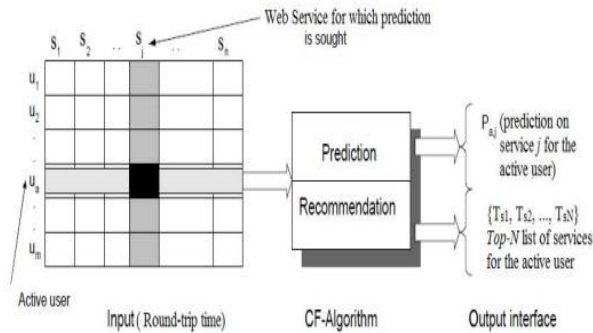 Web Service for which prediction
is sought
S1 S2 . . Sj . . Sn
u1
u2
.
.
ua
.
.
um
Active user
Prediction
Recommendation
Pa,j (prediction on
service j for the
active user)
{Ts1, Ts2, ..., TsN}
Top-N list of services
for the active user
Input ( Round-trip time)
CF-Algorithm
Output interface